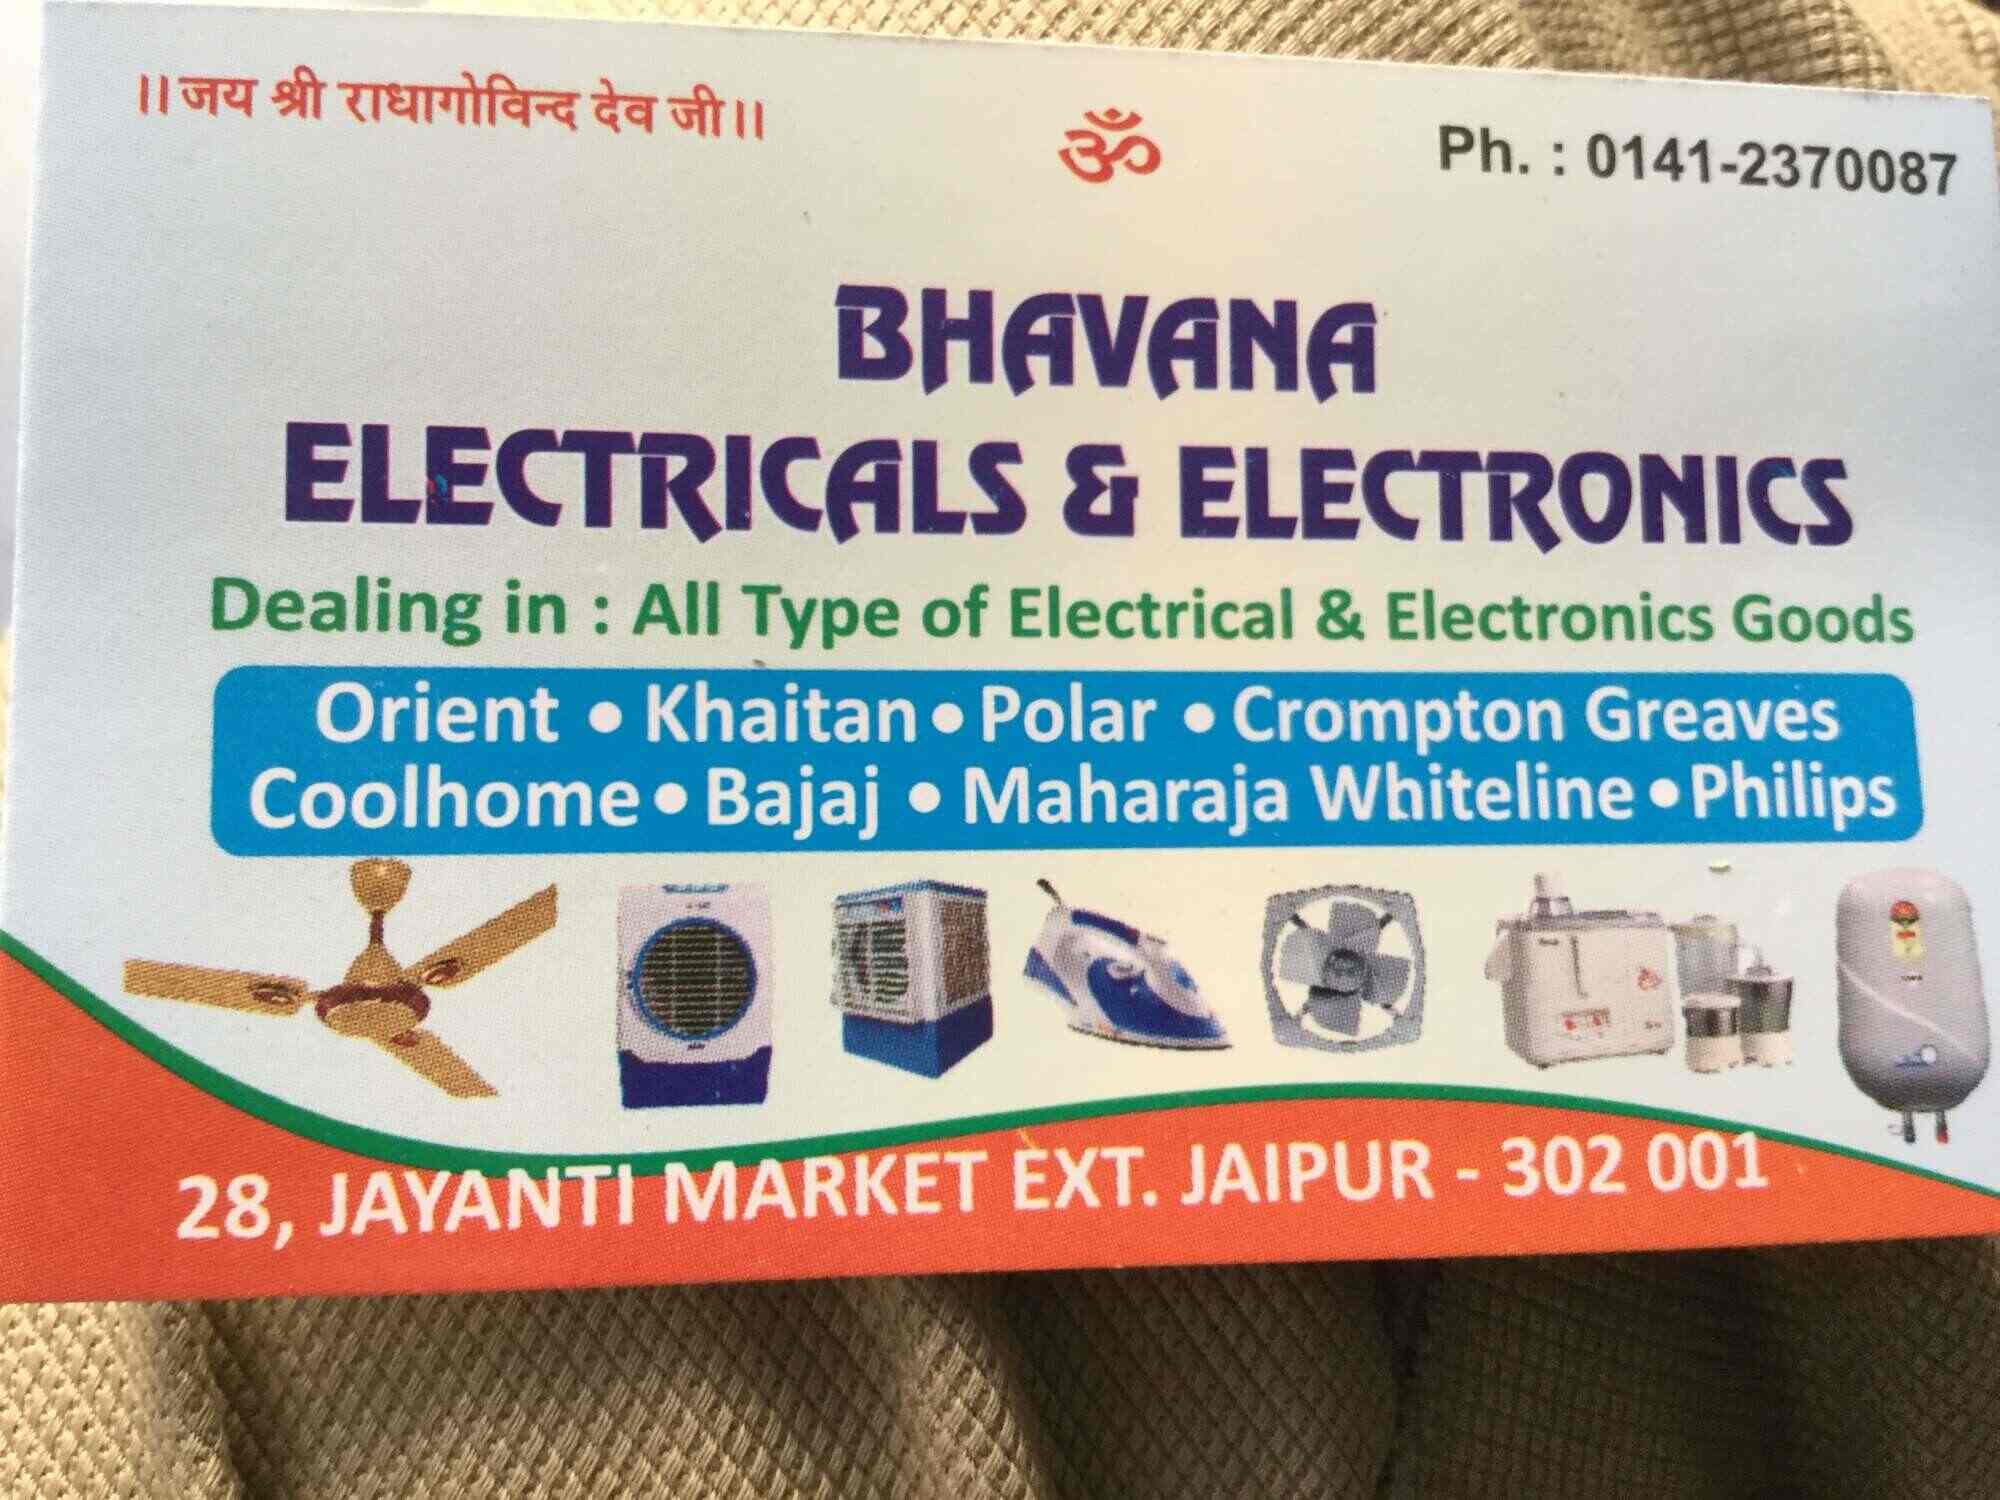 ।।जय श्री राधागोविन्द देव जी।।
ॐ
Ph. : 0141-2370087
BHAVANA
ELECTRICALS & ELECTRONICS
Dealing in : All Type of Electrical & Electronics Goods
Orient • Khaitan • Polar • Crompton Greaves
Coolhome • Bajaj • Maharaja Whiteline • Philips
28, JAYANTI MARKET EXT. JAIPUR - 302 001